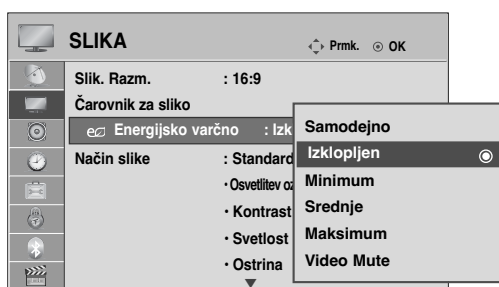 SLIKA
Prmk. OK
Slik. Razm. : 16:9
Čarovnik za sliko
Energijsko varčno : Izk
Način slike : Standard
• Osvetlitev oz
• Kontrast
• Svetlost
• Ostrina
Samodejno
Izklopljen
Minimum
Srednje
Maksimum
Video Mute